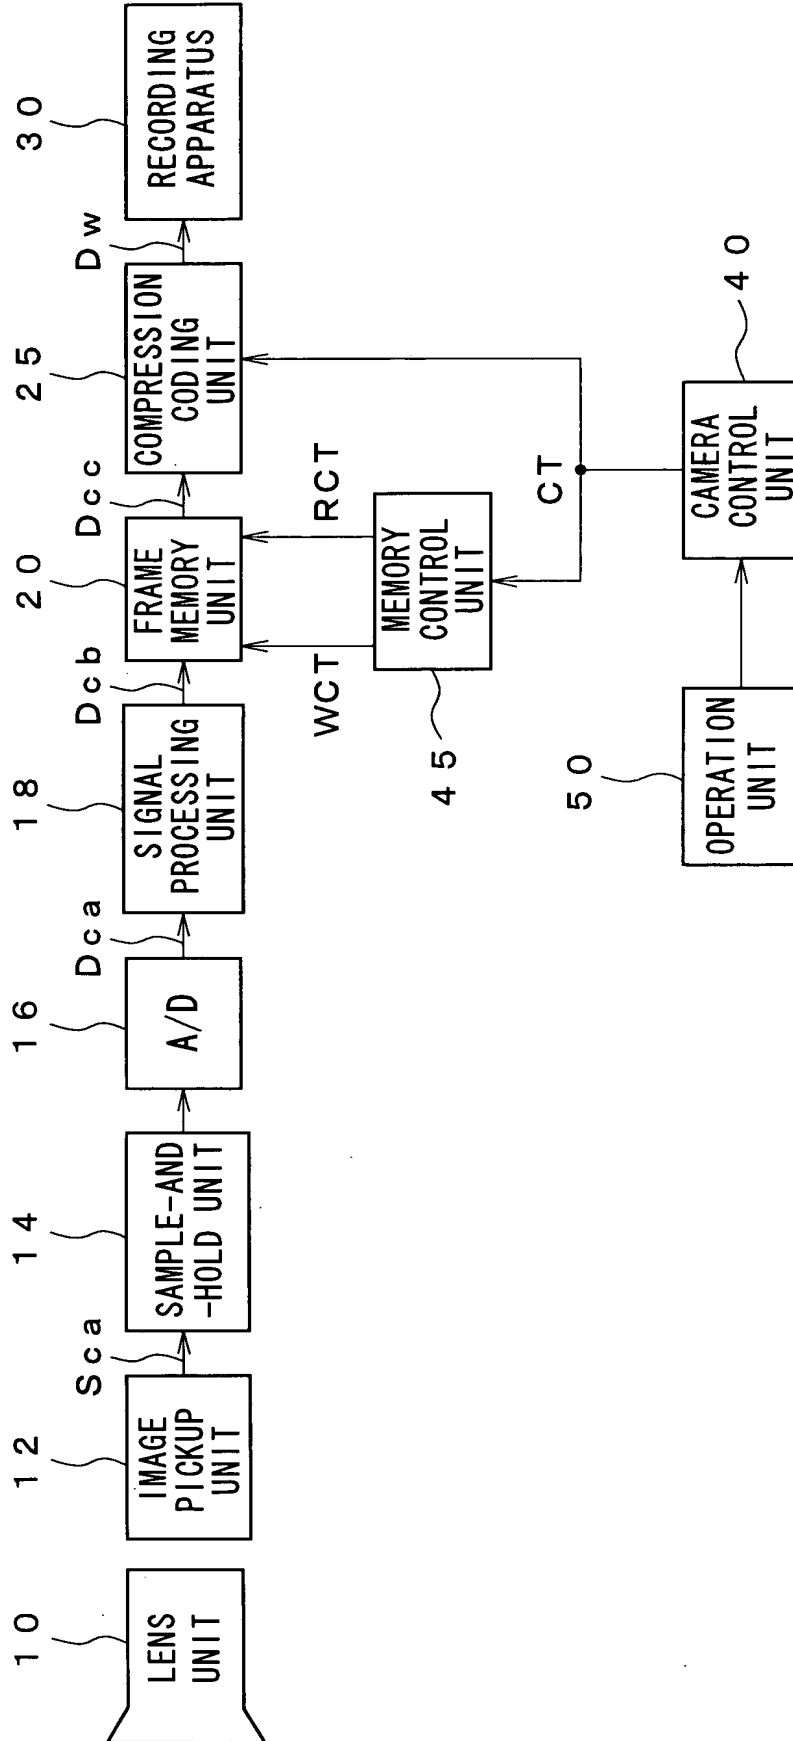 10
LENS
UNIT
12
IMAGE
PICKUP
UNIT
Sca
14
SAMPLE-AND
-HOLD UNIT
16
A/D
Dca
18
SIGNAL
PROCESSING
UNIT
Dcb
20
FRAME
MEMORY
UNIT
Dcc
25
COMPRESSION
CODING
UNIT
Dw
30
RECORDING
APPARATUS
WCT
RCT
45
MEMORY
CONTROL
UNIT
CT
50
OPERATION
UNIT
40
CAMERA
CONTROL
UNIT